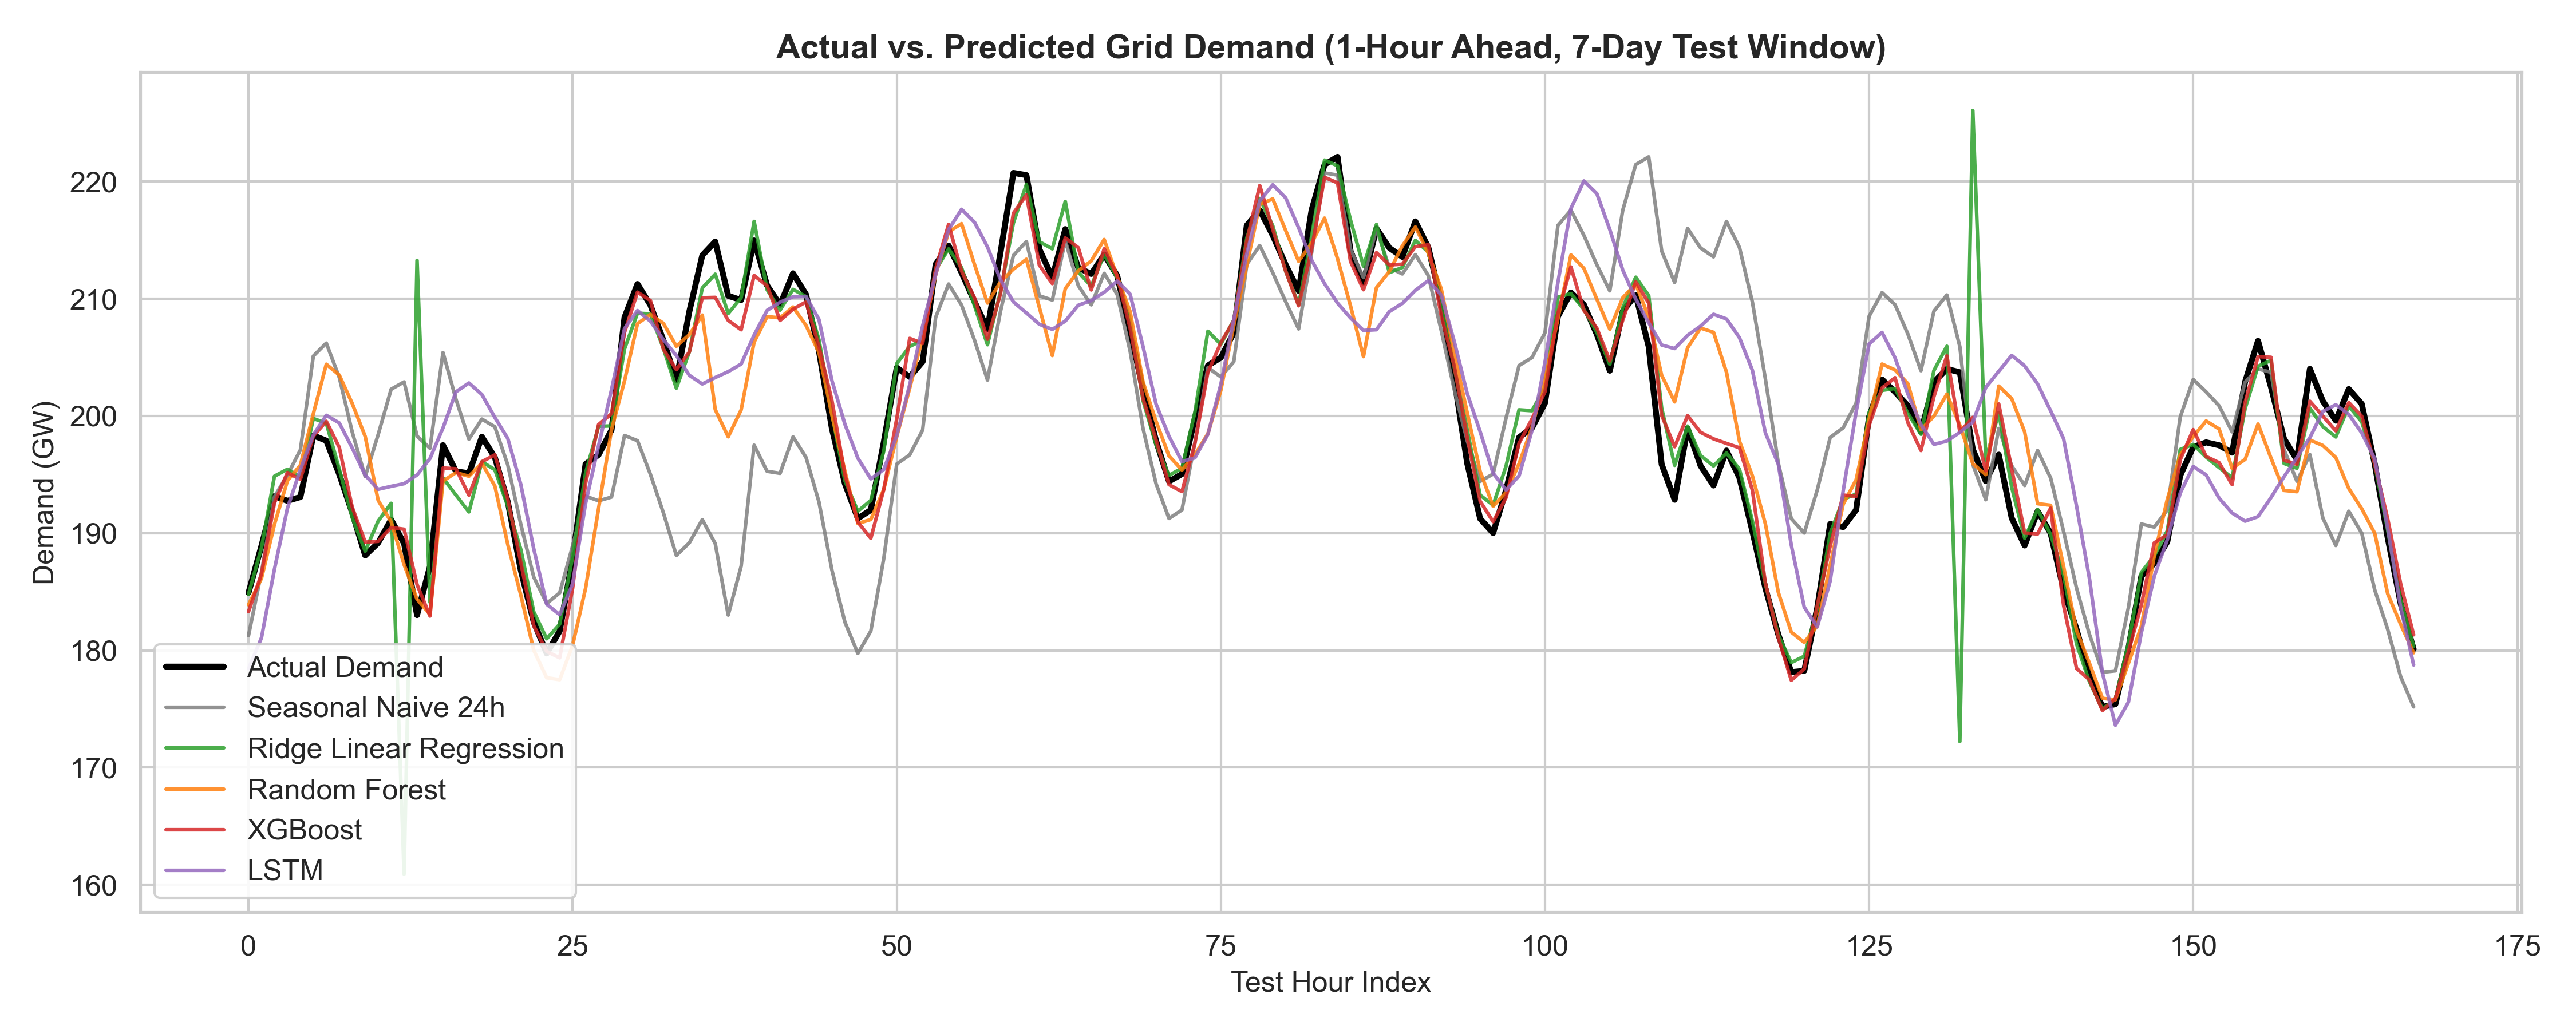 Actual vs. Predicted Grid Demand (1-Hour Ahead, 7-Day Test Window)
Demand (GW)
220
210
200
190
180
170
160
Actual Demand
Seasonal Naive 24h
Ridge Linear Regression
Random Forest
XGBoost
LSTM
0 25 50 75 100 125 150 175
Test Hour Index